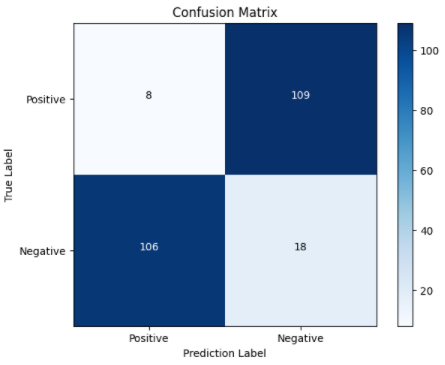 Confusion Matrix
True Label
Positive
8
109
Negative
106
18
Positive
Negative
Prediction Label
100
80
60
40
20